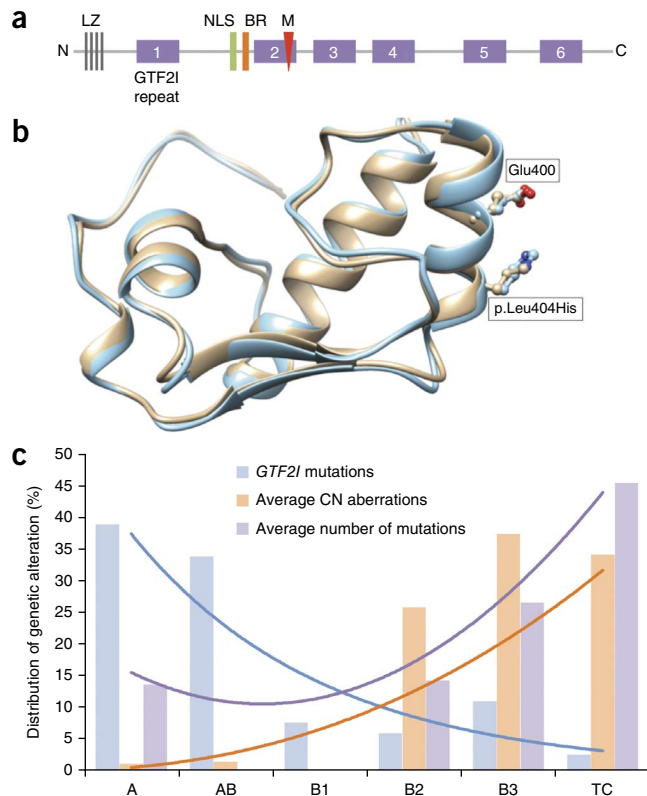 a
LZ NLS BR M
N 1 2 3 4 5 6 C
GTF2I
repeat
b
Glu400
p.Leu404His
c
Distribution of genetic alteration (%)
50
45
40
35
30
25
20
15
10
5
0
GTF2I mutations
Average CN aberrations
Average number of mutations
A AB B1 B2 B3 TC